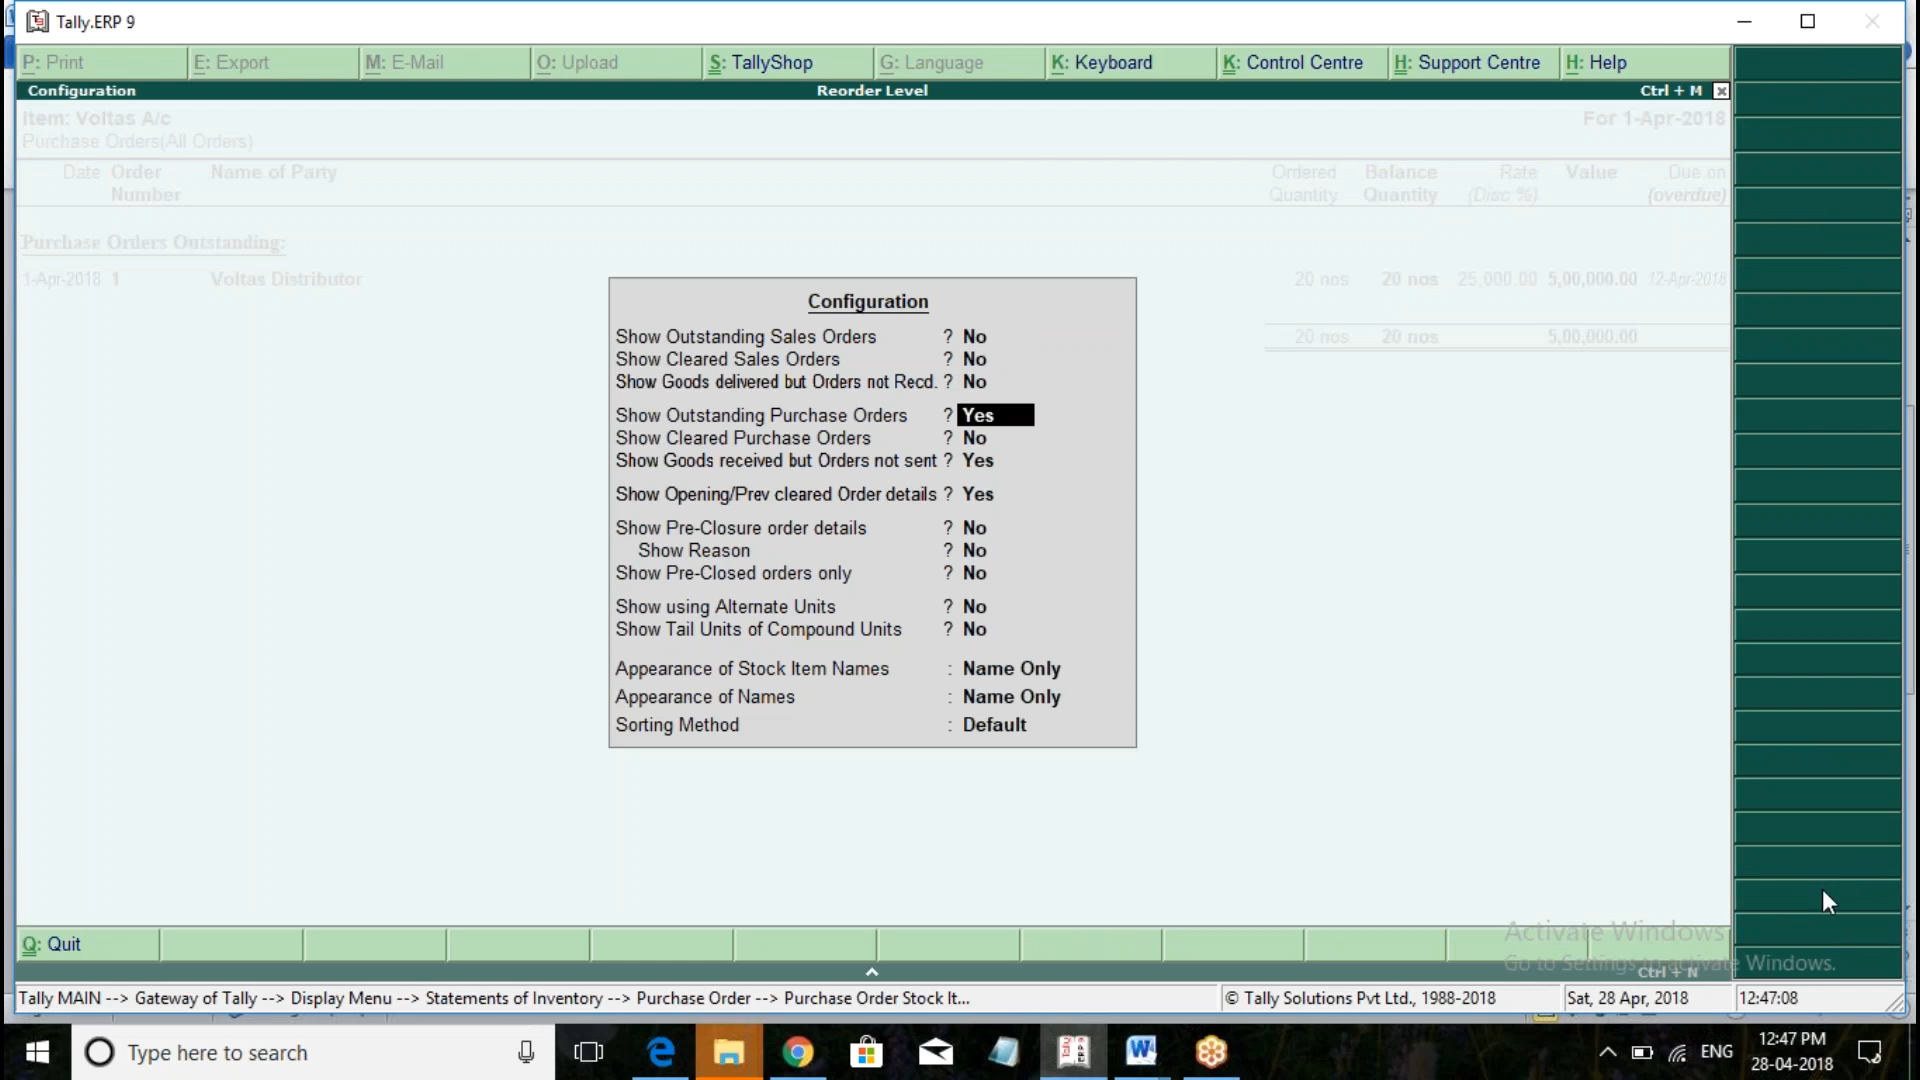 Tally.ERP 9
P: Print E: Export M: E-Mail O: Upload S: TallyShop G: Language K: Keyboard K: Control Centre H: Support Centre H: Help
Configuration Reorder Level Ctrl + M
Item: Voltas A/c For 1-Apr-2018
Purchase Orders(All Orders)
Date Order Name of Party Ordered Balance Rate Value Due on
Number Quantity Quantity (Disc %) (overdue)
Purchase Orders Outstanding:
1-Apr-2018 1 Voltas Distributor 20 nos 20 nos 25,000.00 5,00,000.00 12-Apr-2018
20 nos 20 nos 5,00,000.00
Configuration
Show Outstanding Sales Orders ? No
Show Cleared Sales Orders ? No
Show Goods delivered but Orders not Recd. ? No
Show Outstanding Purchase Orders ? Yes
Show Cleared Purchase Orders ? No
Show Goods received but Orders not sent ? Yes
Show Opening/Prev cleared Order details ? Yes
Show Pre-Closure order details ? No
Show Reason ? No
Show Pre-Closed orders only ? No
Show using Alternate Units ? No
Show Tail Units of Compound Units ? No
Appearance of Stock Item Names : Name Only
Appearance of Names : Name Only
Sorting Method : Default
Activate Windows
Q: Quit
Go to Settings to activate Windows.
Ctrl + N
Tally MAIN --> Gateway of Tally --> Display Menu --> Statements of Inventory --> Purchase Order --> Purchase Order Stock It... © Tally Solutions Pvt Ltd., 1988-2018 Sat, 28 Apr, 2018 12:47:08
Type here to search ENG 12:47 PM
28-04-2018